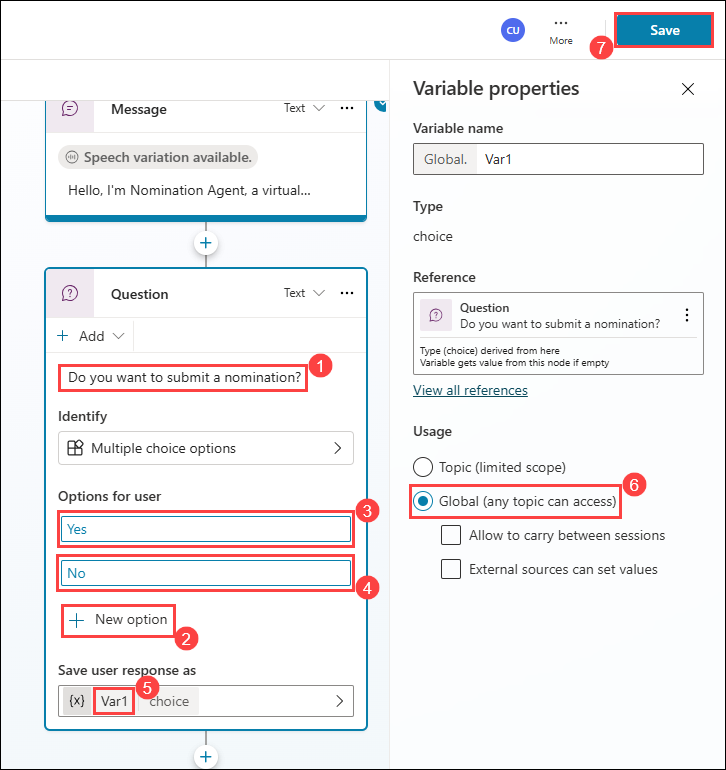 CU
More
7
Save
Message
Text
Speech variation available.
Hello, I'm Nomination Agent, a virtual...
Question
Text
Add
Do you want to submit a nomination?
1
Identify
Multiple choice options
Options for user
Yes
3
No
4
New option
2
Save user response as
5
{x} Var1 choice
Variable properties
Variable name
Global. Var1
Type
choice
Reference
Question
Do you want to submit a nomination?
Type (choice) derived from here
Variable gets value from this node if empty
View all references
Usage
Topic (limited scope)
6
Global (any topic can access)
Allow to carry between sessions
External sources can set values